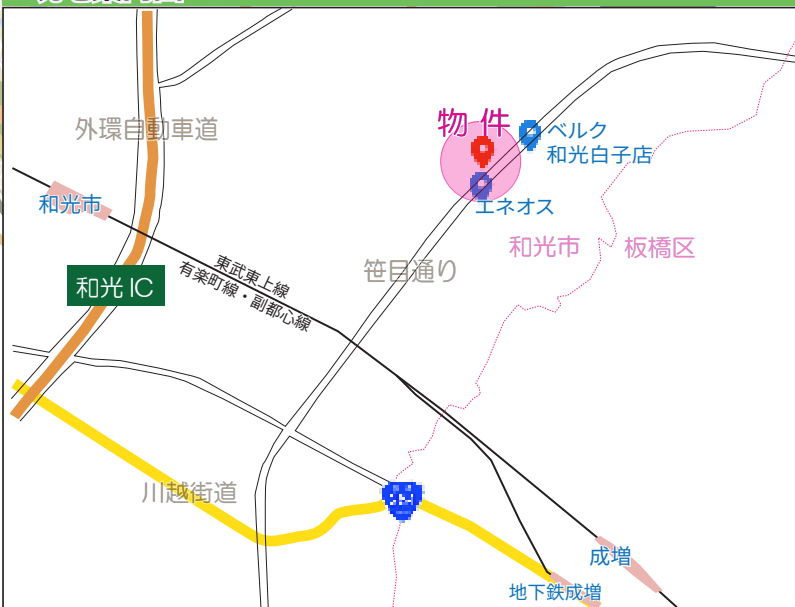 外環自動車道
物 件
ベルク
和光白子店
和光市
エネオス
和光市
板橋区
笹目通り
東武東上線
有楽町線・副都心線
和光 IC
川越街道
成増
地下鉄成増